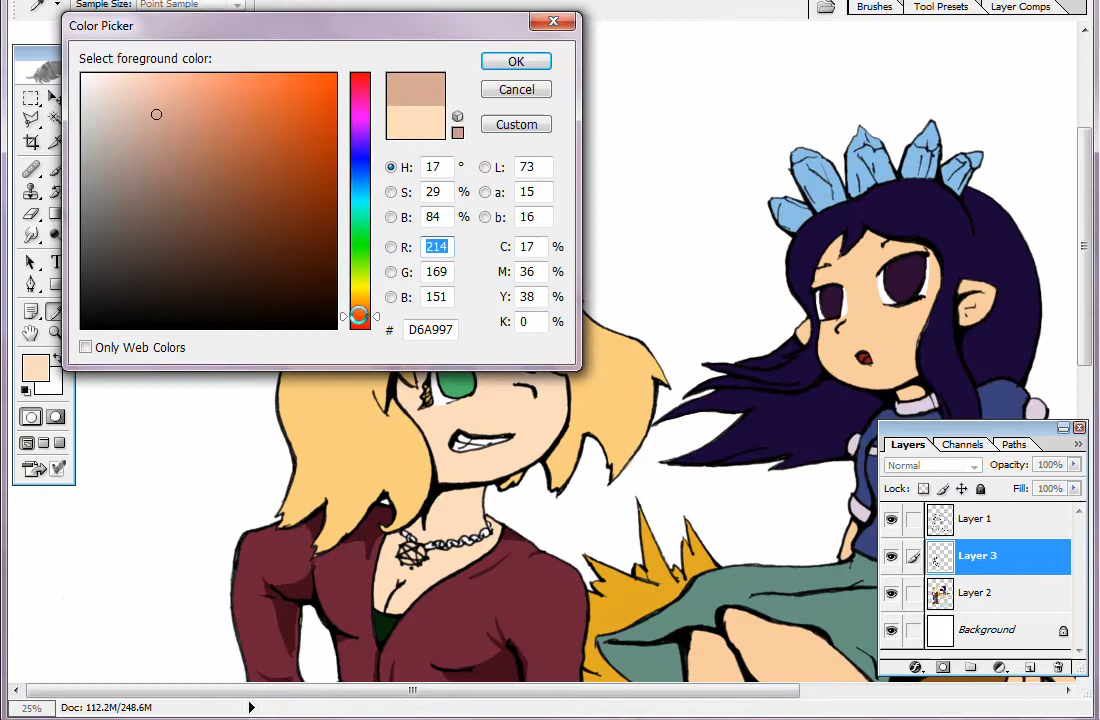 Sample Size: Point Sample
Brushes
Tool Presets
Layer Comps
Color Picker
Select foreground color:
OK
Cancel
Custom
H: 17 °
L: 73
S: 29 %
a: 15
B: 84 %
b: 16
R: 214
C: 17 %
G: 169
M: 36 %
B: 151
Y: 38 %
# D6A997
K: 0 %
Only Web Colors
T
Layers
Channels
Paths
Normal
Opacity: 100%
Lock:
Fill: 100%
Layer 1
Layer 3
Layer 2
Background
25%
Doc: 112.2M/248.6M